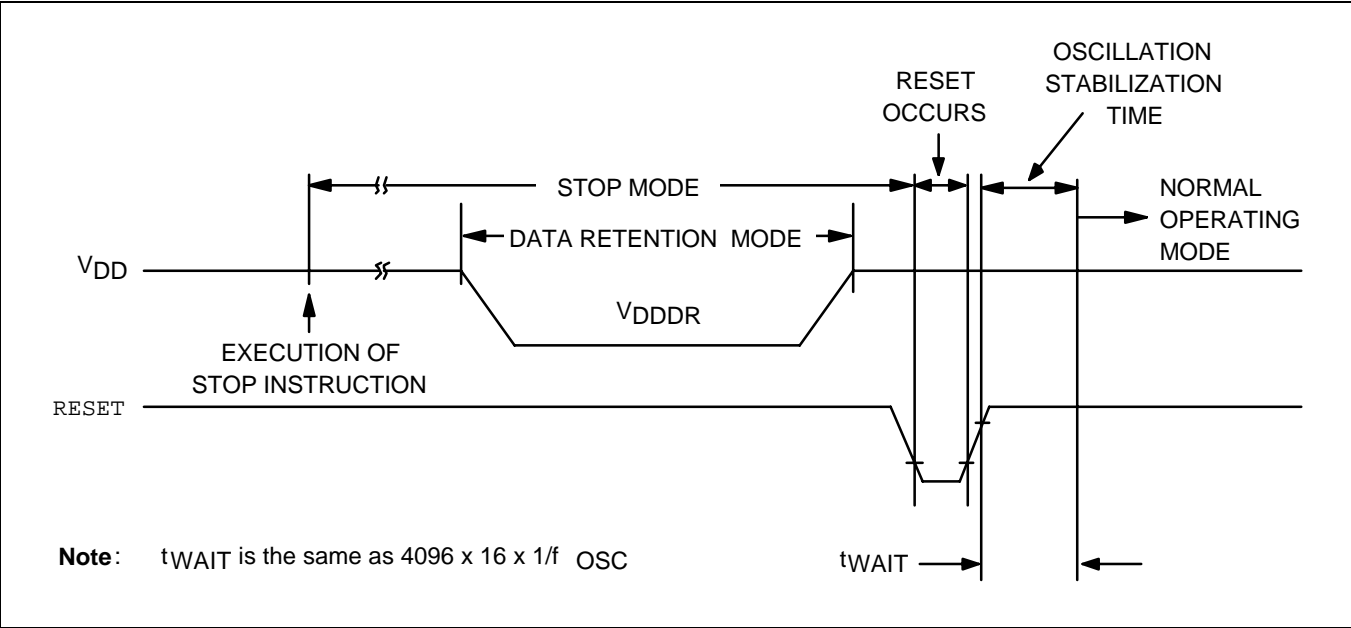 OSCILLATION
STABILIZATION
TIME
RESET
OCCURS
STOP MODE
NORMAL
OPERATING
MODE
DATA RETENTION MODE
VDD
VDDDR
EXECUTION OF
STOP INSTRUCTION
RESET
Note: tWAIT is the same as 4096 x 16 x 1/f OSC
tWAIT